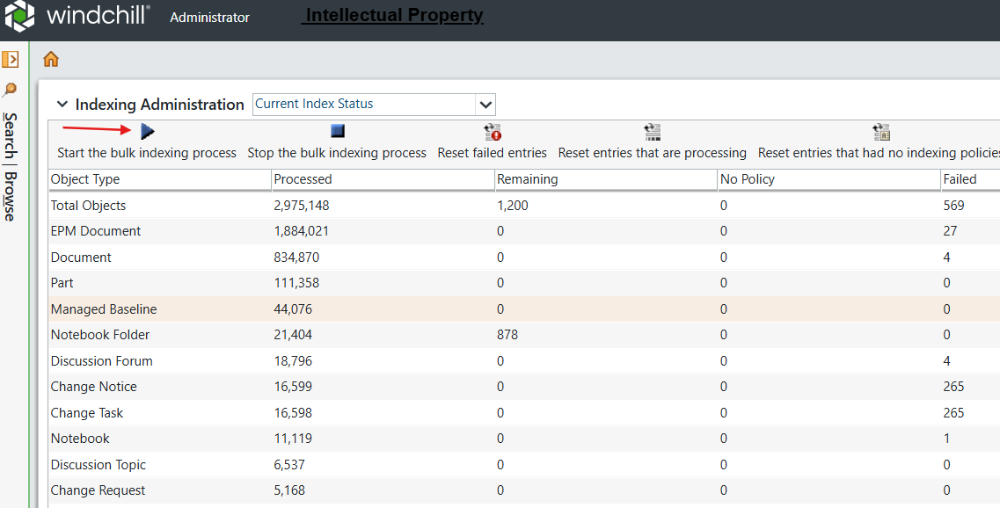 windchill® Administrator Intellectual Property
Search | Browse
Indexing Administration Current Index Status
Start the bulk indexing process Stop the bulk indexing process Reset failed entries Reset entries that are processing Reset entries that had no indexing policies
Object Type Processed Remaining No Policy Failed
Total Objects 2,975,148 1,200 0 569
EPM Document 1,884,021 0 0 27
Document 834,870 0 0 4
Part 111,358 0 0 0
Managed Baseline 44,076 0 0 0
Notebook Folder 21,404 878 0 0
Discussion Forum 18,796 0 0 4
Change Notice 16,599 0 0 265
Change Task 16,598 0 0 265
Notebook 11,119 0 0 1
Discussion Topic 6,537 0 0 0
Change Request 5,168 0 0 0